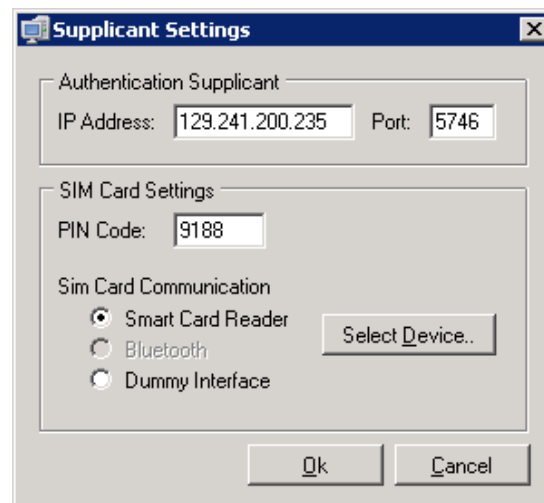 Supplicant Settings
Authentication Supplicant
IP Address: 129.241.200.235 Port: 5746
SIM Card Settings
PIN Code: 9188
Sim Card Communication
Smart Card Reader
Select Device..
Bluetooth
Dummy Interface
Ok Cancel